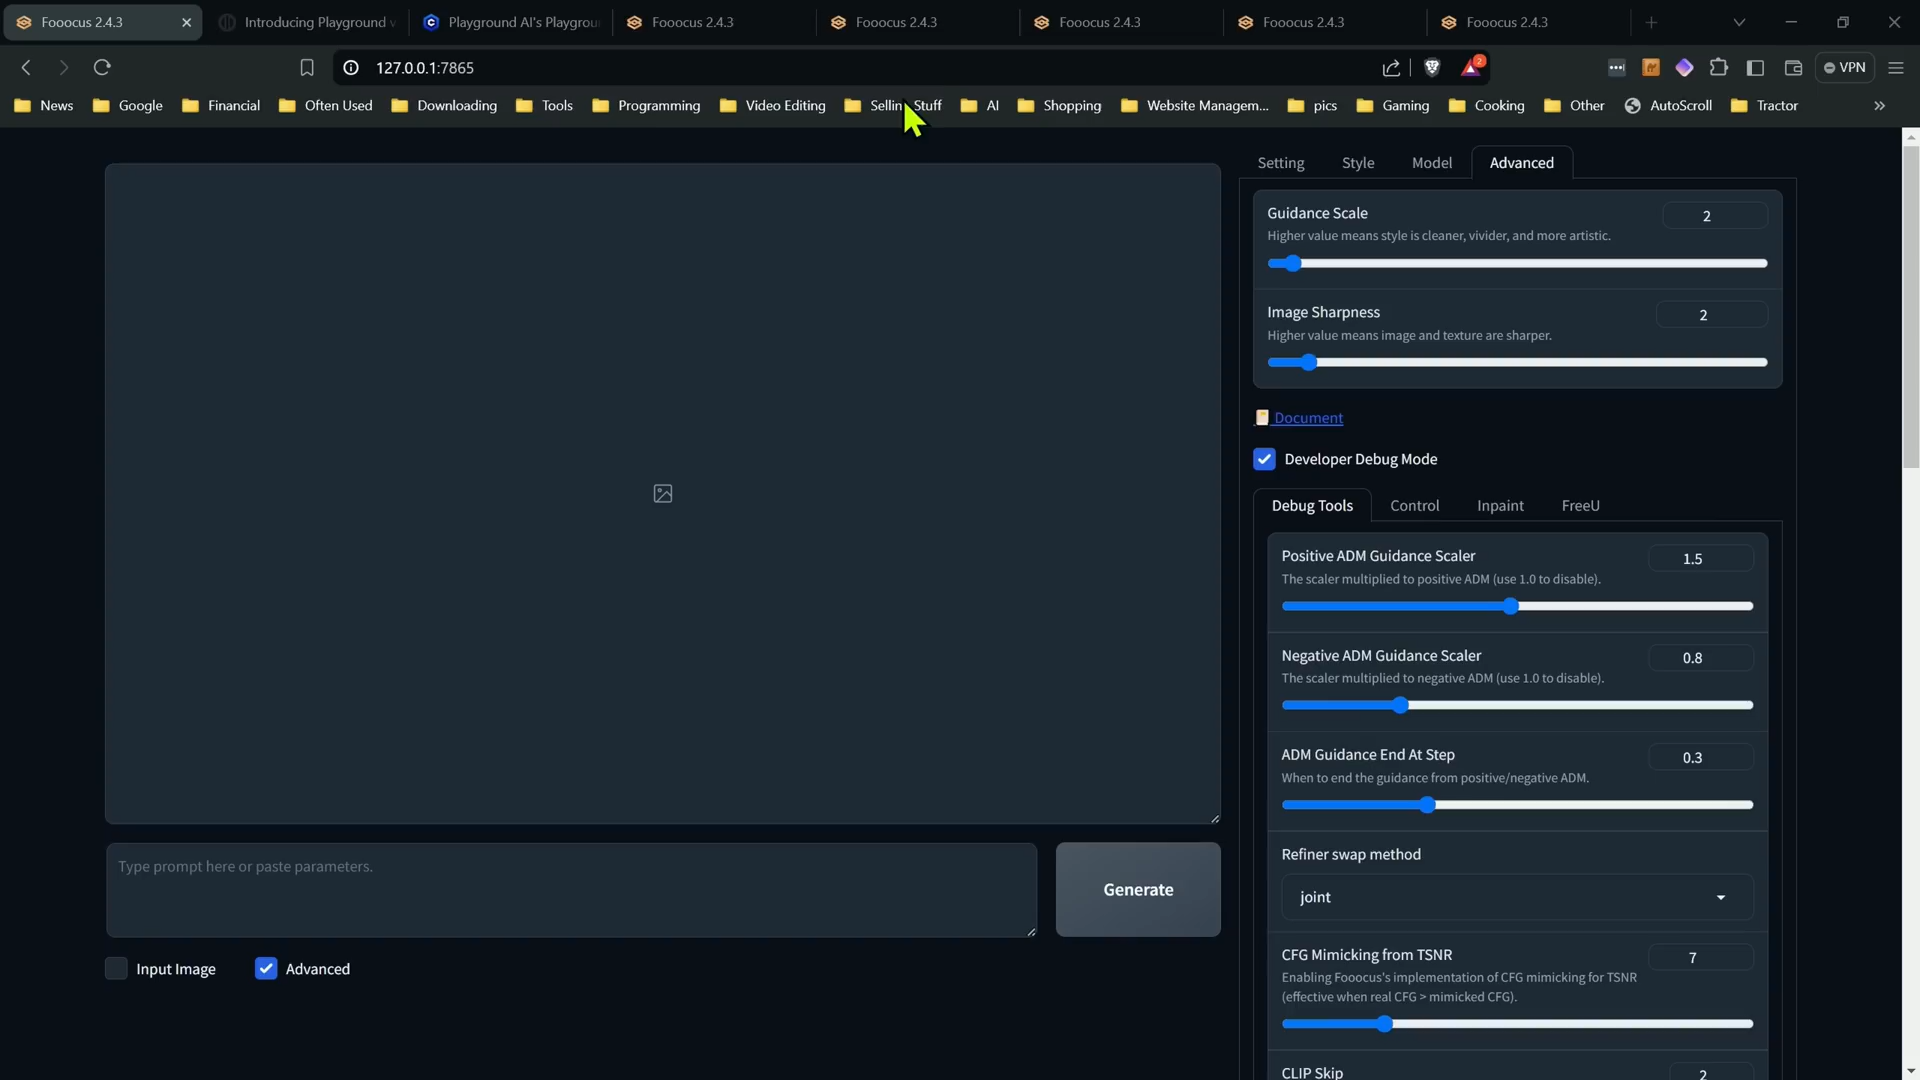 Fooocus 2.4.3
Introducing Playground v
Playground AI's Playgrou
Fooocus 2.4.3
Fooocus 2.4.3
Fooocus 2.4.3
Fooocus 2.4.3
Fooocus 2.4.3
127.0.0.1:7865
2
VPN
News
Google
Financial
Often Used
Downloading
Tools
Programming
Video Editing
Stuff
AI
Shopping
Website Managem...
pics
Gaming
Cooking
Other
AutoScroll
Tractor
Setting
Style
Model
Advanced
Guidance Scale
2
Higher value means style is cleaner, vivider, and more artistic.
Image Sharpness
2
Higher value means image and texture are sharper.
Document
Developer Debug Mode
Debug Tools
Control
Inpaint
FreeU
Positive ADM Guidance Scaler
1.5
The scaler multiplied to positive ADM (use 1.0 to disable).
Negative ADM Guidance Scaler
0.8
The scaler multiplied to negative ADM (use 1.0 to disable).
ADM Guidance End At Step
0.3
When to end the guidance from positive/negative ADM.
Refiner swap method
joint
CFG Mimicking from TSNR
7
Enabling Fooocus's implementation of CFG mimicking for TSNR
(effective when real CFG > mimicked CFG).
CLIP Skip
2
Type prompt here or paste parameters.
Generate
Input Image
Advanced